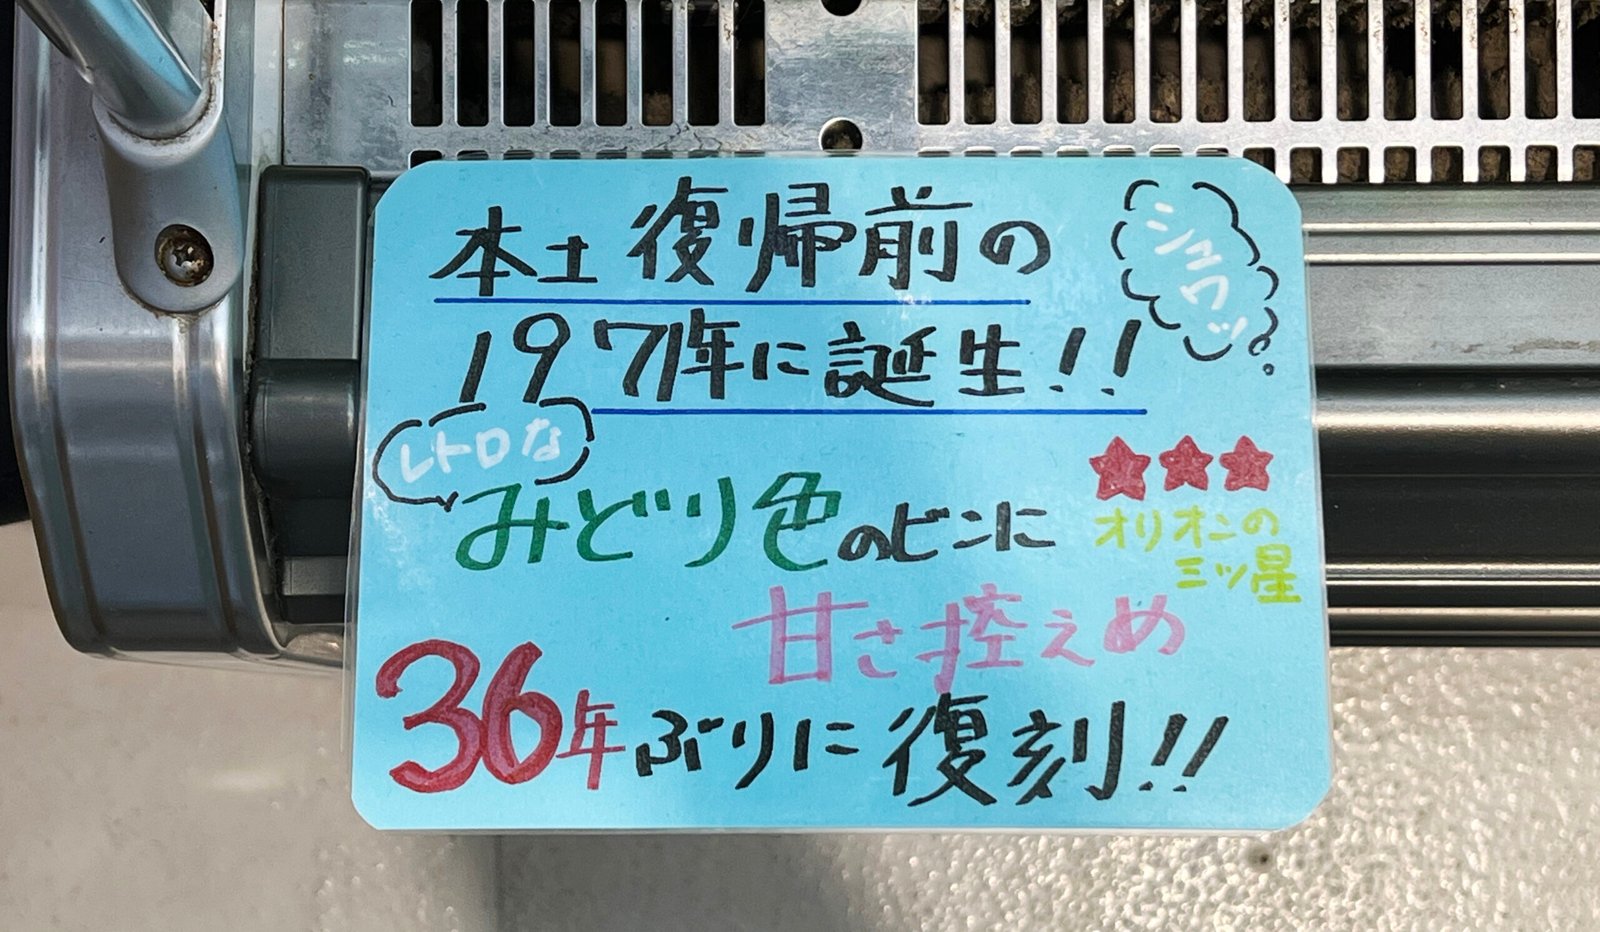 本土復帰前の
シュワッ
1971年に誕生!!
レトロな
みどり色のビンに
オリオンの
三ツ星
甘さ控えめ
36年ぶりに復刻!!